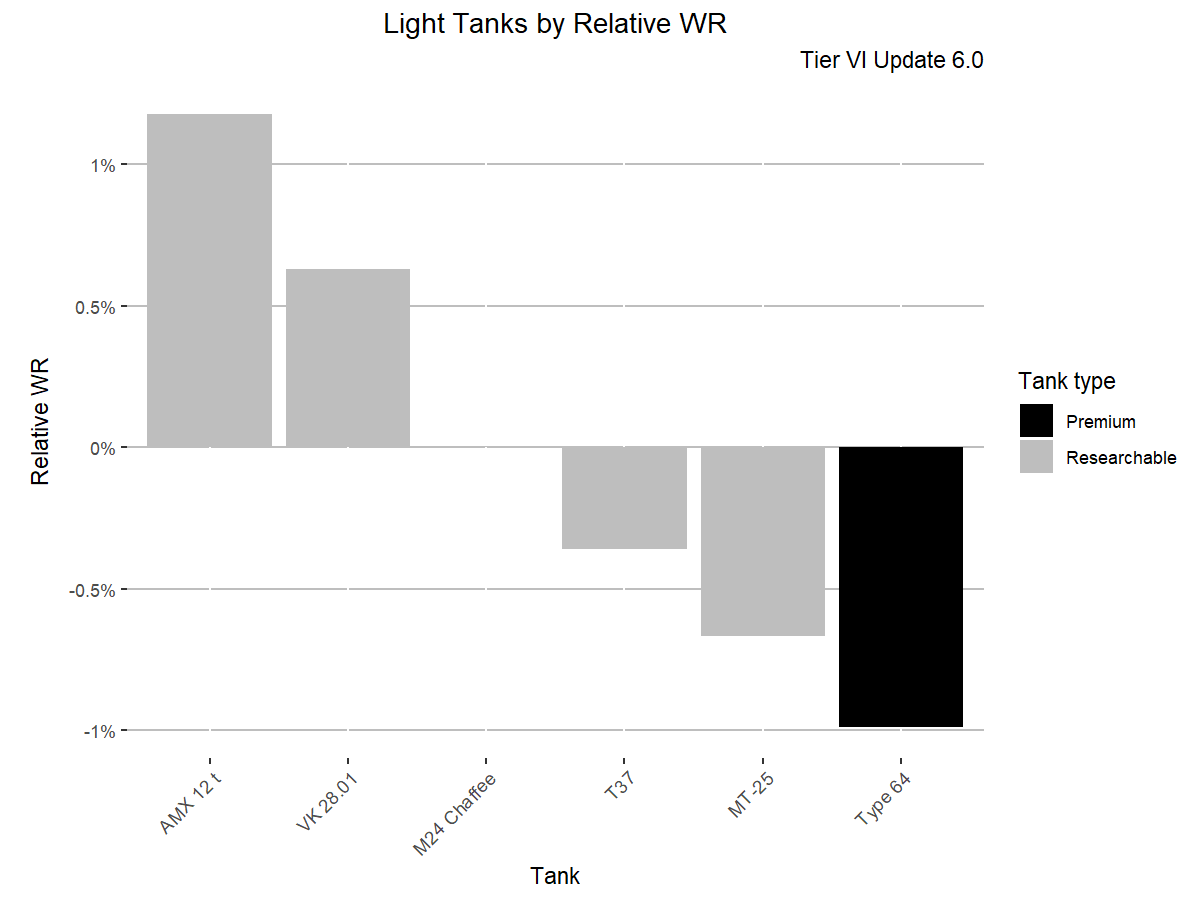 Light Tanks by Relative WR
Tier VI Update 6.0
Relative WR
1%
0.5%
0%
-0.5%
-1%
AMX 12 t
VK 28.01
M24 Chaffee
T37
MT-25
Type 64
Tank
Tank type
Premium
Researchable